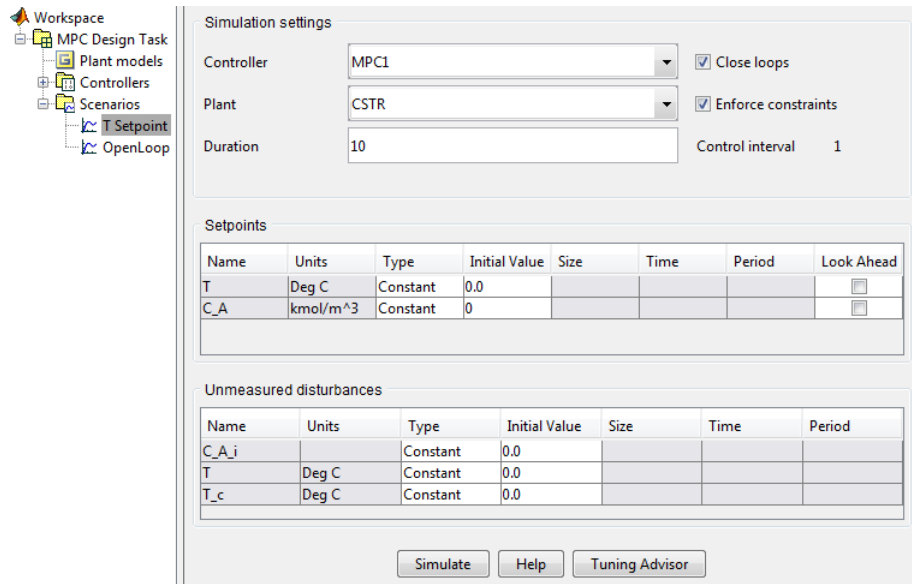 Workspace
MPC Design Task
Plant models
Controllers
Scenarios
T Setpoint
OpenLoop
Simulation settings
Controller MPC1 Close loops
Plant CSTR Enforce constraints
Duration 10 Control interval 1
Setpoints
Name Units Type Initial Value Size Time Period Look Ahead
T Deg C Constant 0.0
C_A kmol/m^3 Constant 0
Unmeasured disturbances
Name Units Type Initial Value Size Time Period
C_A_i Constant 0.0
T Deg C Constant 0.0
T_c Deg C Constant 0.0
Simulate Help Tuning Advisor